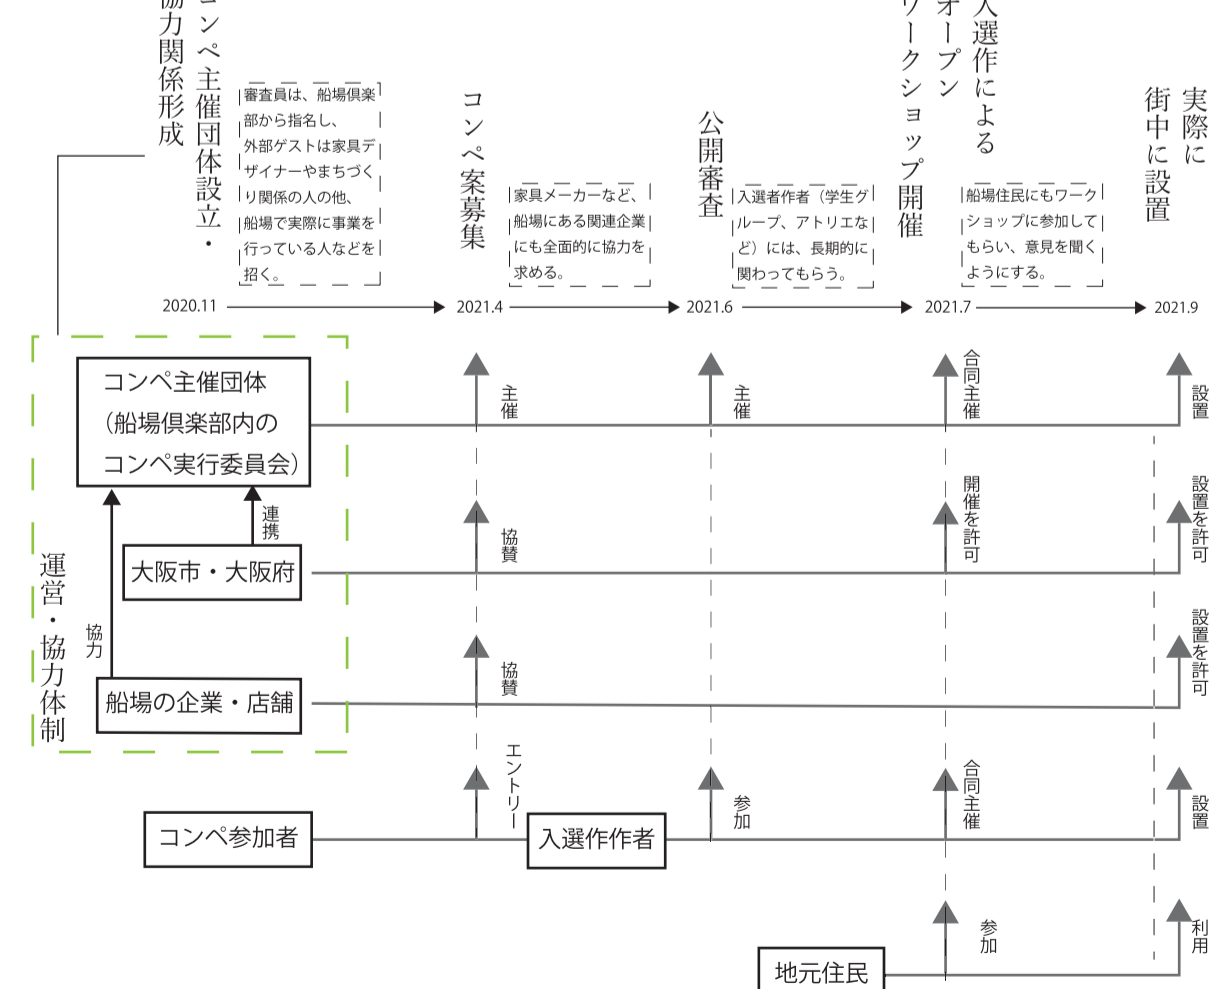 コンペ主催団体設立・
協力関係形成
審査員は、船場倶楽
部から指名し、
外部ゲストは家具デ
ザイナーやまちづく
り関係の人の他、
船場で実際に事業を
行っている人などを
招く。
コンペ案募集
家具メーカーなど、
船場にある関連企業
にも全面的に協力を
求める。
公開審査
入選者作者（学生グ
ループ、アトリエな
ど）には、長期的に
関わってもらう。
入選作による
オープン
ワークショップ開催
船場住民にもワーク
ショップに参加して
もらい、意見を聞く
ようにする。
実際に
街中に設置
2020.11
2021.4
2021.6
2021.7
2021.9
運営・協力体制
コンペ主催団体
（船場倶楽部内の
コンペ実行委員会）
主催
主催
合同主催
設置
連携
大阪市・大阪府
協賛
開催を許可
設置を許可
協力
船場の企業・店舗
協賛
設置を許可
コンペ参加者
エントリー
入選作作者
参加
合同主催
設置
地元住民
参加
利用